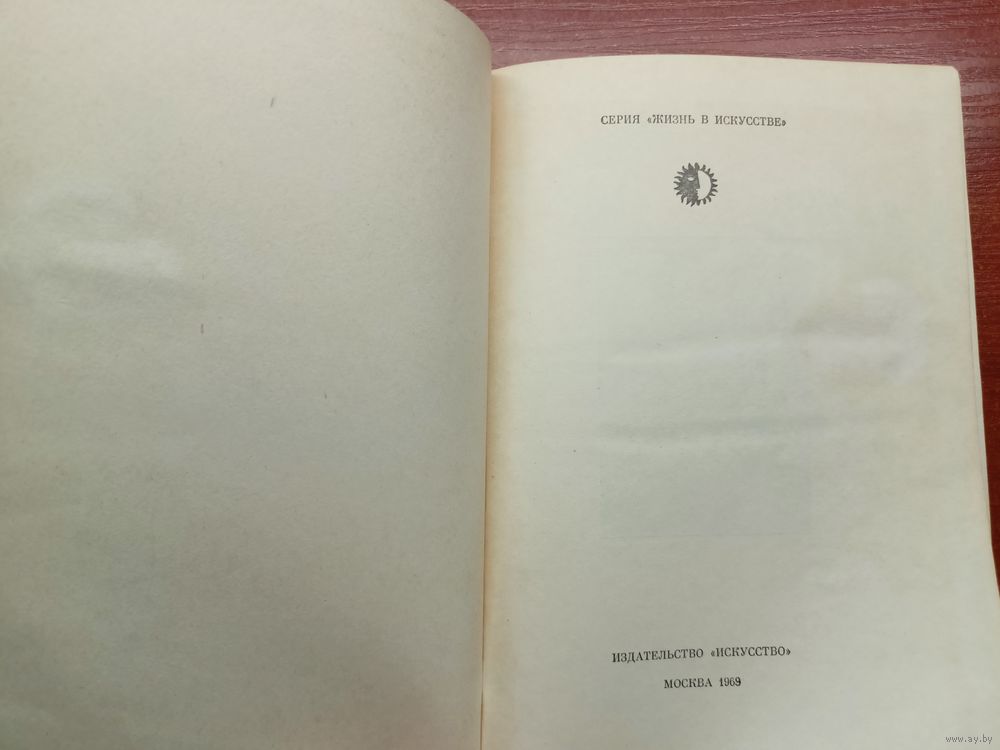 СЕРИЯ «ЖИЗНЬ В ИСКУССТВЕ»
ИЗДАТЕЛЬСТВО «ИСКУССТВО»
МОСКВА 1969
www.ay.by